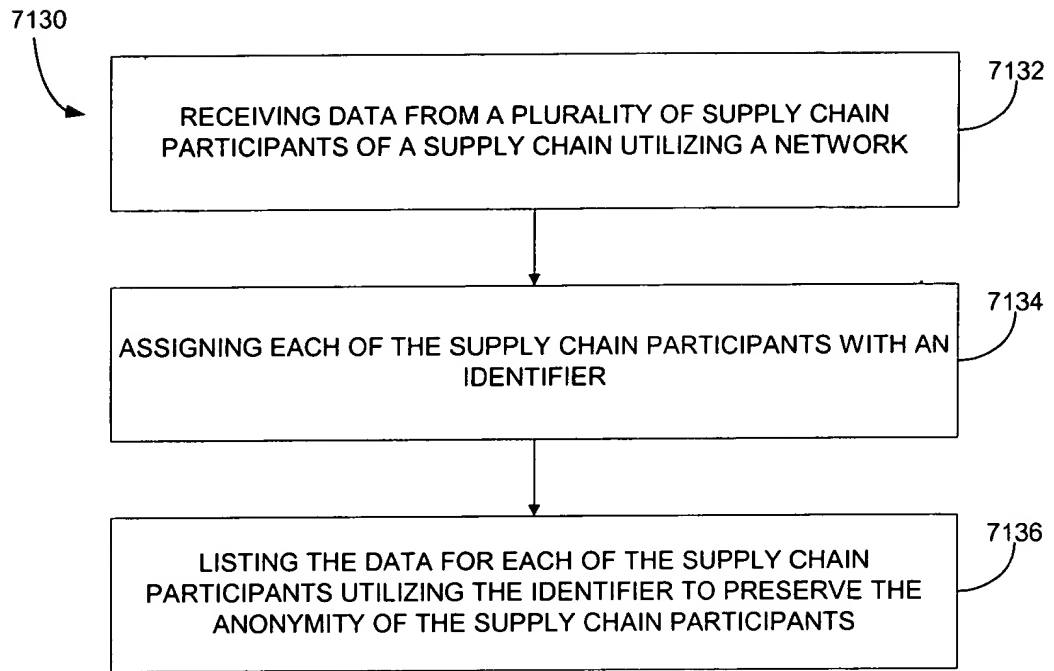 7130
7132
RECEIVING DATA FROM A PLURALITY OF SUPPLY CHAIN
PARTICIPANTS OF A SUPPLY CHAIN UTILIZING A NETWORK
7134
ASSIGNING EACH OF THE SUPPLY CHAIN PARTICIPANTS WITH AN
IDENTIFIER
7136
LISTING THE DATA FOR EACH OF THE SUPPLY CHAIN
PARTICIPANTS UTILIZING THE IDENTIFIER TO PRESERVE THE
ANONYMITY OF THE SUPPLY CHAIN PARTICIPANTS